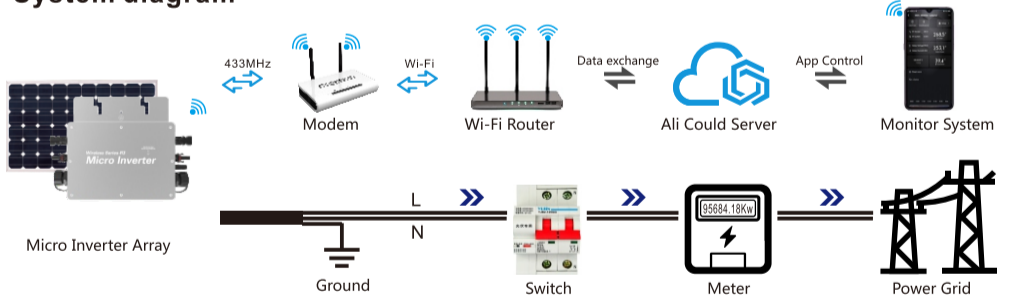 System diagram
433MHz
Wi-Fi
Data exchange
App Control
Modem
Wi-Fi Router
Ali Could Server
Monitor System
Micro Inverter
L
N
95684.18Kw
Micro Inverter Array
Ground
Switch
Meter
Power Grid